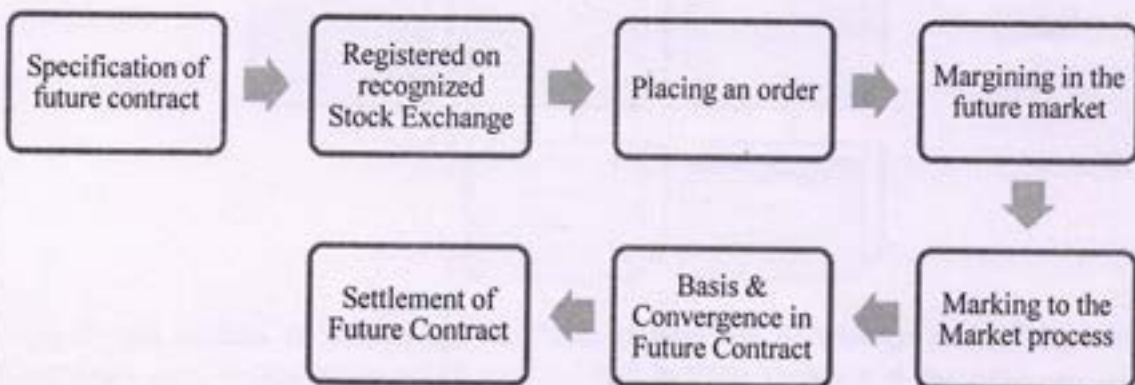 Specification of
future contract
Registered on
recognized
Stock Exchange
Placing an order
Margining in the
future market
Marking to the
Market process
Basis &
Convergence in
Future Contract
Settlement of
Future Contract